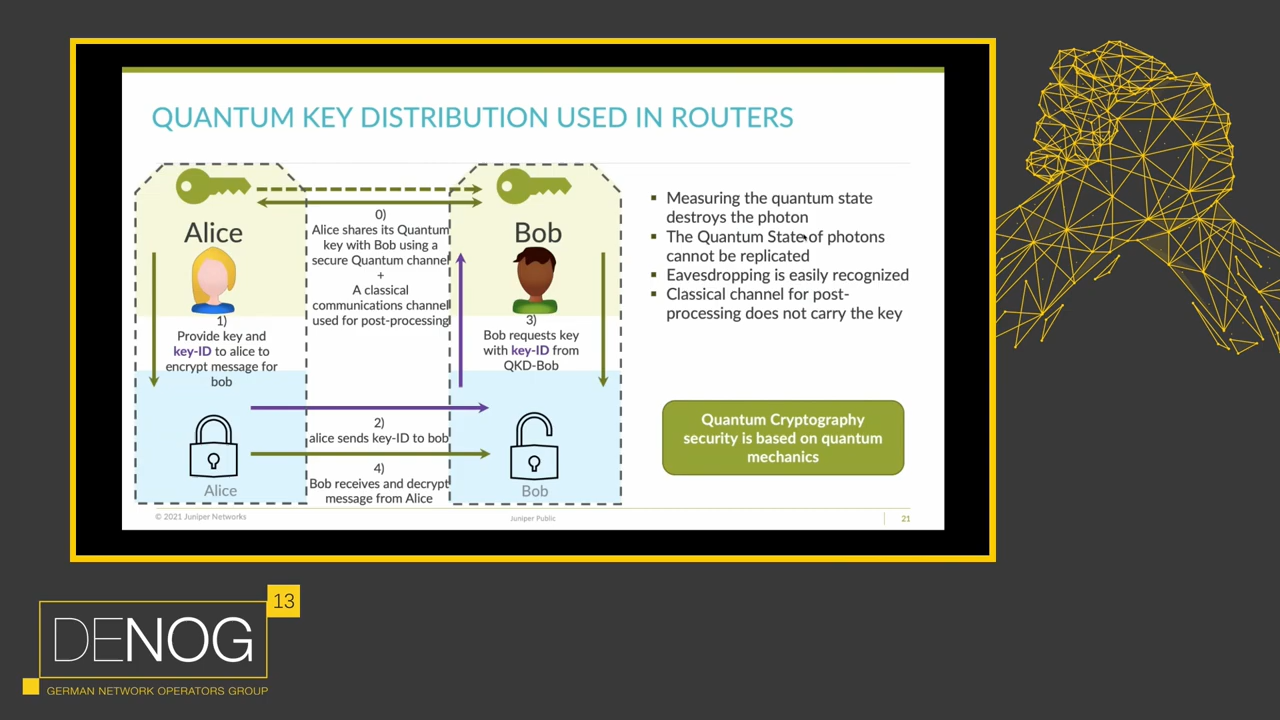 QUANTUM KEY DISTRIBUTION USED IN ROUTERS
Alice
Bob
0)
Alice shares its Quantum
key with Bob using a
secure Quantum channel
+
A classical
communications channel
used for post-processing
1)
Provide key and
key-ID to alice to
encrypt message for
bob
3)
Bob requests key
with key-ID from
QKD-Bob
2)
alice sends key-ID to bob
4)
Bob receives and decrypt
message from Alice
Alice
Bob
▪ Measuring the quantum state
destroys the photon
▪ The Quantum State of photons
cannot be replicated
▪ Eavesdropping is easily recognized
▪ Classical channel for post-
processing does not carry the key
Quantum Cryptography
security is based on quantum
mechanics
© 2021 Juniper Networks
Juniper Public
21
13
DENOG
GERMAN NETWORK OPERATORS GROUP